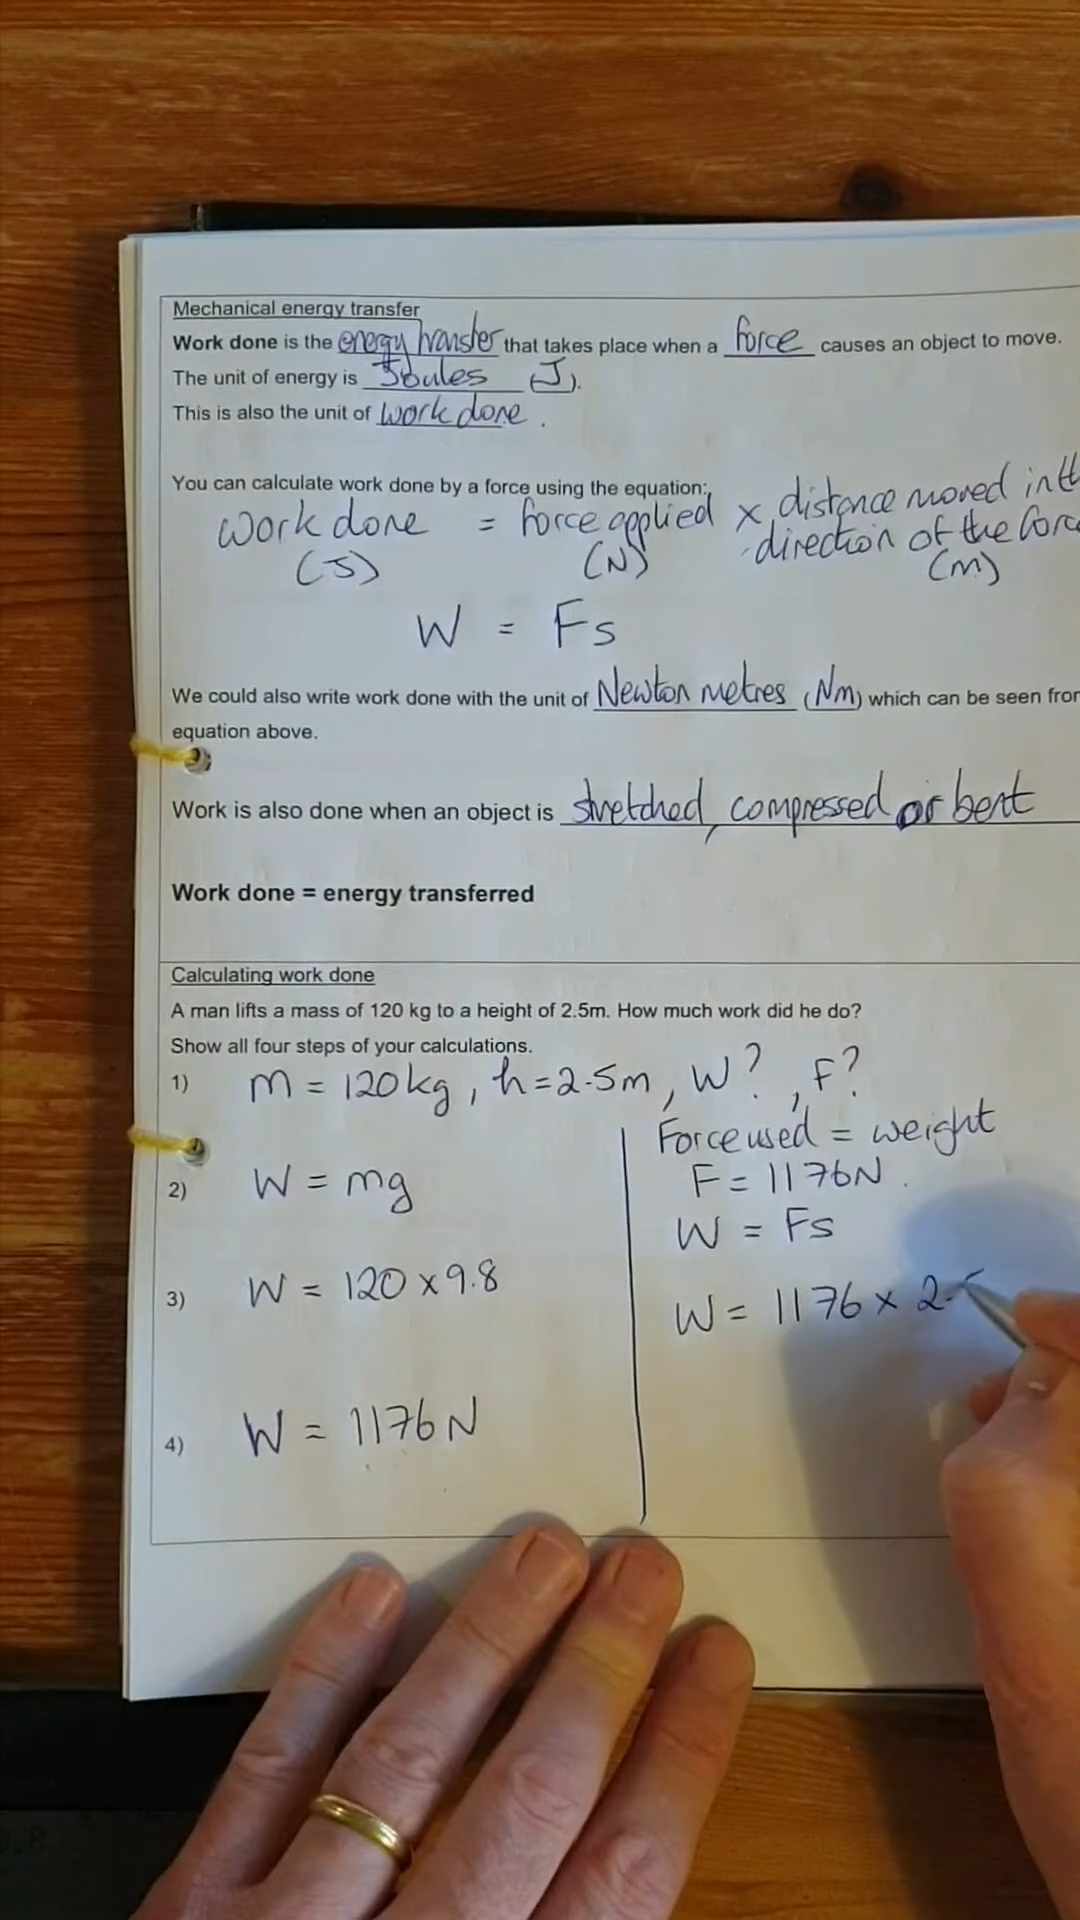 Mechanical energy transfer
Work done is the energy transfer that takes place when a force causes an object to move.
The unit of energy is Joules (J).
This is also the unit of work done.
You can calculate work done by a force using the equation:
work done = force applied × distance moved in
direction of the
(J) (N) (m)
W = Fs
We could also write work done with the unit of Newton metres (Nm) which can be seen
equation above.
Work is also done when an object is stretched, compressed or bent
Work done = energy transferred
Calculating work done
A man lifts a mass of 120 kg to a height of 2.5m. How much work did he do?
Show all four steps of your calculations.
1) m = 120kg, h = 2.5m, W?, F?
Force used = weight
F = 1176N.
2) W = mg
W = Fs
3) W = 120 × 9.8
W = 1176 × 2.5
4) W = 1176N